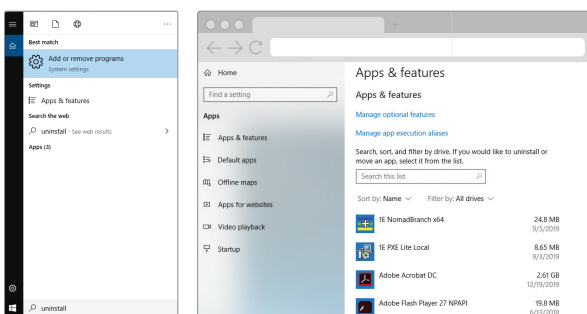 Best match
Add or remove programs
System settings
Settings
Apps & features
Search the web
uninstall - See web results
Apps (3)
uninstall
Home
Find a setting
Apps
Apps & features
Default apps
Offline maps
Apps for websites
Video playback
Startup
Apps & features
Apps & features
Manage optional features
Manage app execution aliases
Search, sort, and filter by drive. If you would like to uninstall or
move an app, select it from the list.
Search this list
Sort by: Name Filter by: All drives
1E NomadBranch x64 24.8 MB
9/3/2019
1E PXE Lite Local 8.65 MB
9/3/2019
Adobe Acrobat DC 2.61 GB
12/19/2019
Adobe Flash Player 27 NPAPI 19.8 MB
6/13/2018